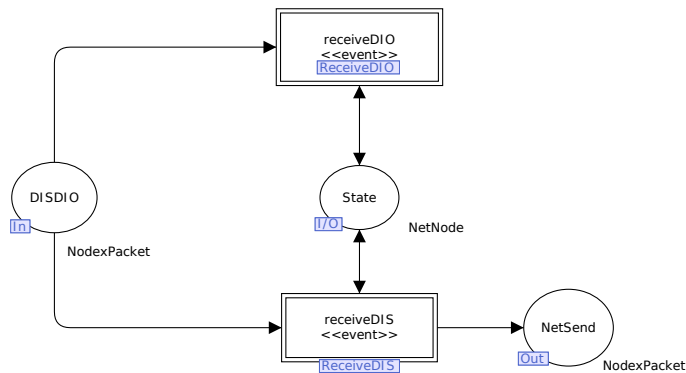 receiveDIO
<<event>>
ReceiveDIO
DISDIO
In
NodexPacket
State
I/O
NetNode
receiveDIS
<<event>>
ReceiveDIS
NetSend
Out
NodexPacket